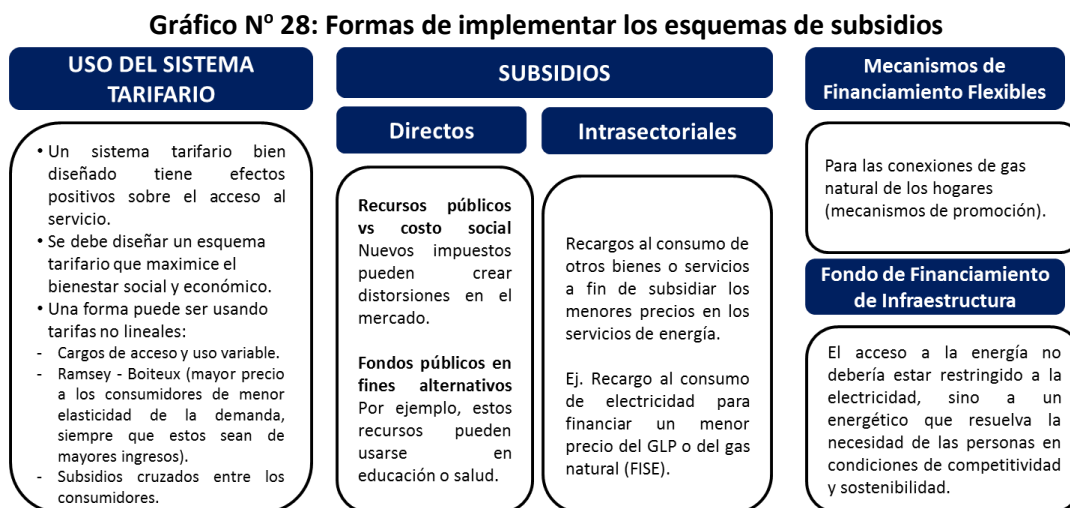 Gráfico N° 28: Formas de implementar los esquemas de subsidios
USO DEL SISTEMA
TARIFARIO
• Un sistema tarifario bien
diseñado tiene efectos
positivos sobre el acceso al
servicio.
• Se debe diseñar un esquema
tarifario que maximice el
bienestar social y económico.
• Una forma puede ser usando
tarifas no lineales:
- Cargos de acceso y uso variable.
- Ramsey - Boiteux (mayor precio
a los consumidores de menor
elasticidad de la demanda,
siempre que estos sean de
mayores ingresos).
- Subsidios cruzados entre los
consumidores.
SUBSIDIOS
Directos
Recursos públicos
vs costo social
Nuevos impuestos
pueden crear
distorsiones en el
mercado.
Fondos públicos en
fines alternativos
Por ejemplo, estos
recursos pueden
usarse en
educación o salud.
Intrasectoriales
Recargos al consumo de
otros bienes o servicios
a fin de subsidiar los
menores precios en los
servicios de energía.
Ej. Recargo al consumo
de electricidad para
financiar un menor
precio del GLP o del gas
natural (FISE).
Mecanismos de
Financiamiento Flexibles
Para las conexiones de gas
natural de los hogares
(mecanismos de promoción).
Fondo de Financiamiento
de Infraestructura
El acceso a la energía no
debería estar restringido a la
electricidad, sino a un
energético que resuelva la
necesidad de las personas en
condiciones de competitividad
y sostenibilidad.